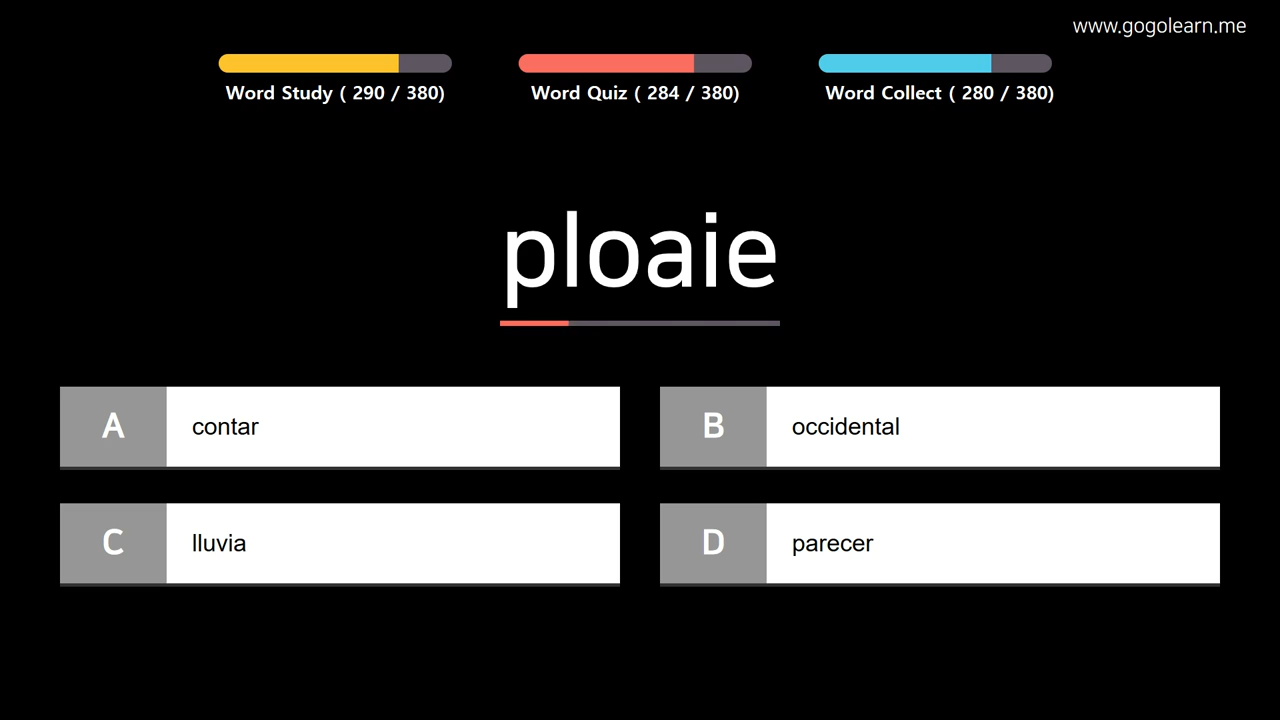 www.gogolearn.me
Word Study ( 290 / 380)
Word Quiz ( 284 / 380)
Word Collect ( 280 / 380)
ploaie
A contar
B occidental
C lluvia
D parecer